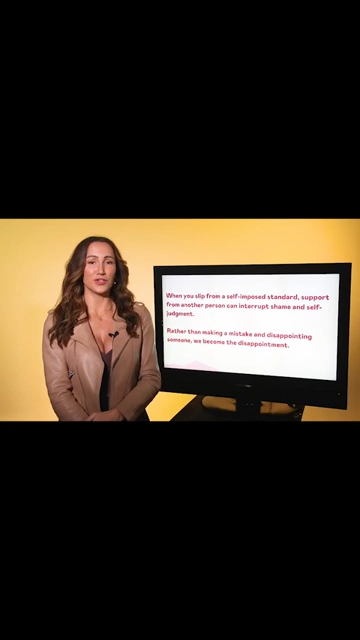 When you slip from a self-imposed standard, support
from another person can interrupt shame and self-
judgment.
Rather than making a mistake and disappointing
someone, we become the disappointment.